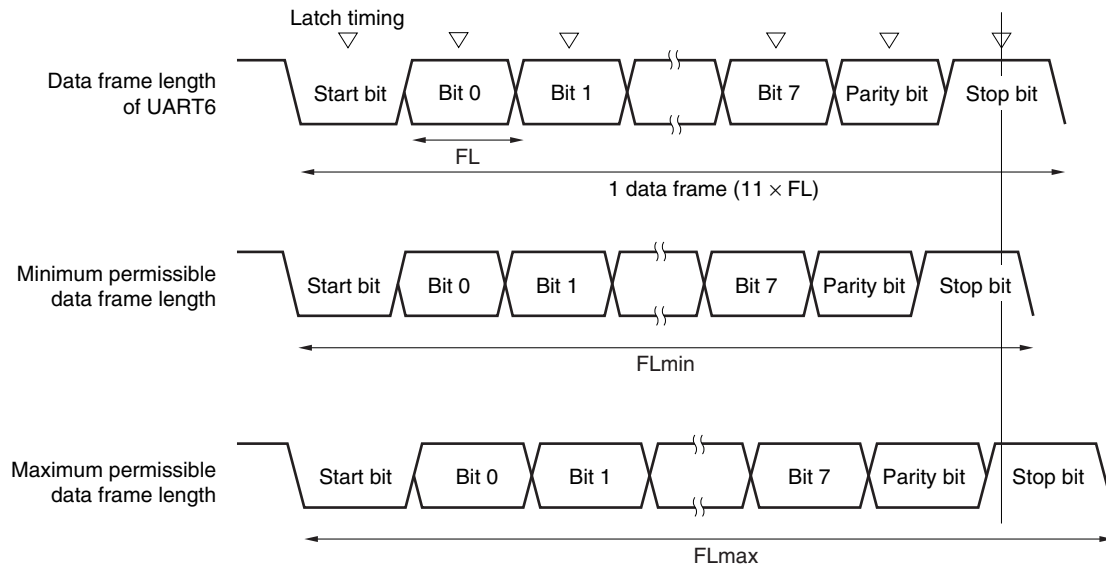 Latch timing
Data frame length
of UART6
Start bit
Bit 0
Bit 1
Bit 7
Parity bit
Stop bit
FL
1 data frame (11 × FL)
Minimum permissible
data frame length
Start bit
Bit 0
Bit 1
Bit 7
Parity bit
Stop bit
FLmin
Maximum permissible
data frame length
Start bit
Bit 0
Bit 1
Bit 7
Parity bit
Stop bit
FLmax